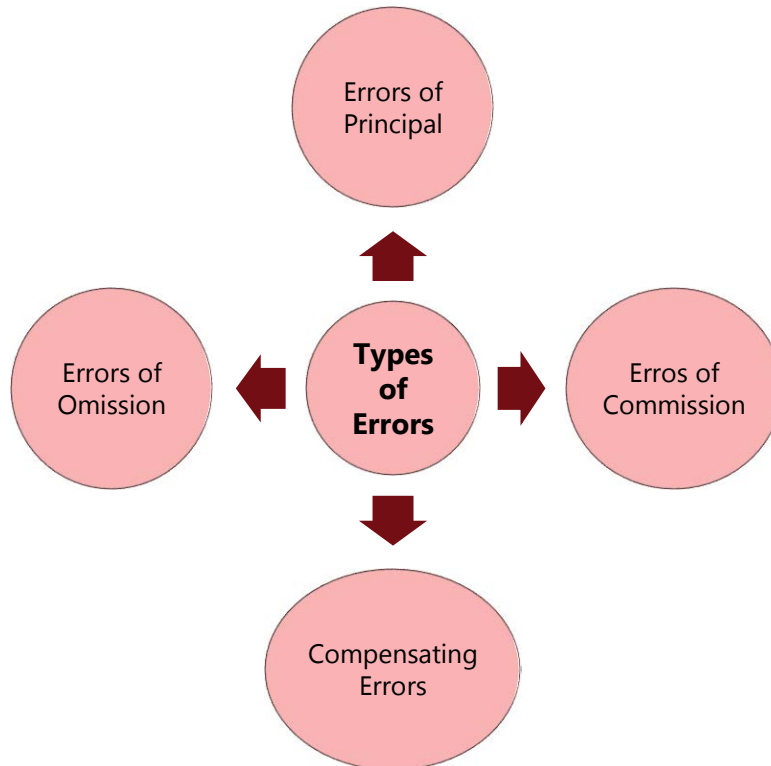 Errors of
Principal
Errors of
Omission
Types
of
Errors
Erros of
Commission
Compensating
Errors